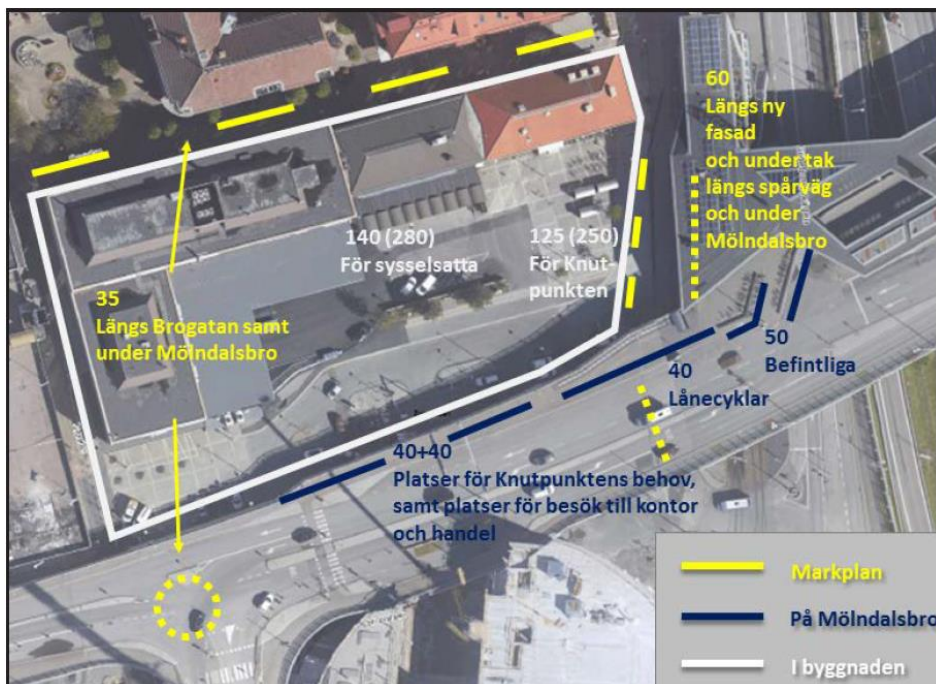 60
Längs ny
fasad
och under tak
längs spårväg
och under
Mölndalsbro
140 (280)
För sysselsatta
125 (250)
För Knut-
punkten
35
Längs Brogatan samt
under Mölndalsbro
50
Befintliga
40
Lånecyklar
40+40
Platser för Knutpunktens behov,
samt platser för besök till kontor
och handel
Markplan
På Mölndalsbro
I byggnaden